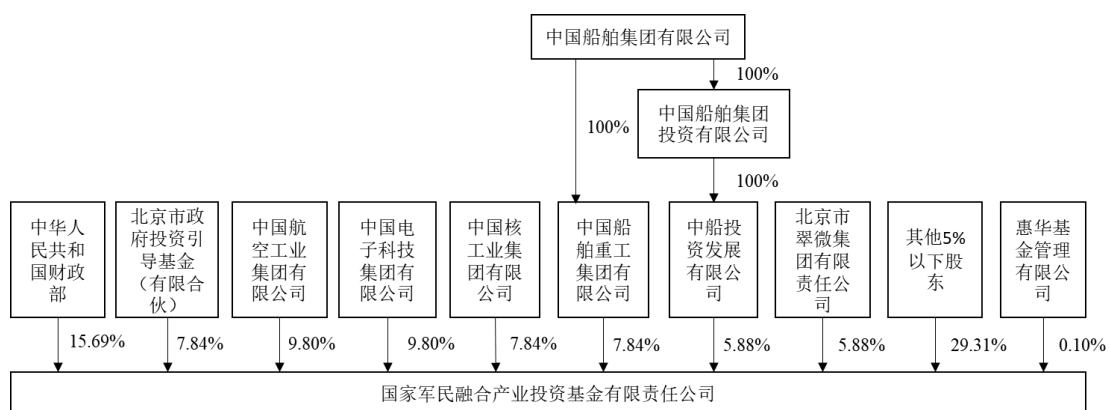 中国船舶集团有限公司
100%
中国船舶集团
投资有限公司
100%
100%
中华人
民共和
国财政
部
北京市政
府投资引
导基金
（有限合
伙）
中国航
空工业
集团有
限公司
中国电
子科技
集团有
限公司
中国核
工业集
团有限
公司
中国船
舶重工
集团有
限公司
中船投
资发展
有限公
司
北京市
翠微集
团有限
责任公
司
其他5%
以下股
东
惠华基
金管理
有限公
司
15.69%
7.84%
9.80%
9.80%
7.84%
7.84%
5.88%
5.88%
29.31%
0.10%
国家军民融合产业投资基金有限责任公司